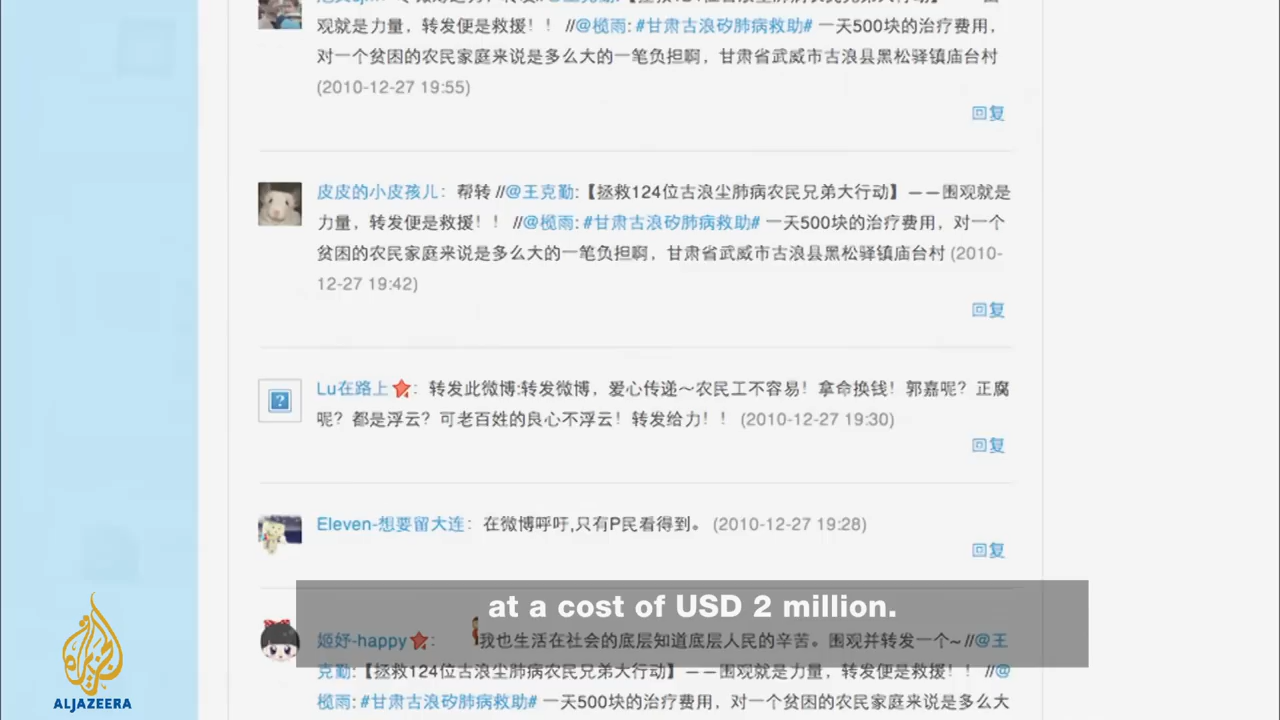 观就是力量，转发便是救援！！ //@榄雨: #甘肃古浪矽肺病救助# 一天500块的治疗费用，
对一个贫困的农民家庭来说是多么大的一笔负担啊，甘肃省武威市古浪县黑松驿镇庙台村
(2010-12-27 19:55)
回复
皮皮的小皮孩儿：帮转 //@王克勤:【拯救124位古浪尘肺病农民兄弟大行动】——围观就是
力量，转发便是救援！！ //@榄雨: #甘肃古浪矽肺病救助# 一天500块的治疗费用，对一个
贫困的农民家庭来说是多么大的一笔负担啊，甘肃省武威市古浪县黑松驿镇庙台村 (2010-
12-27 19:42)
回复
Lu在路上：转发此微博:转发微博，爱心传递～农民工不容易！拿命换钱！郭嘉呢？正腐
呢？都是浮云？可老百姓的良心不浮云！转发给力！！ (2010-12-27 19:30)
回复
Eleven-想要留大连：在微博呼吁,只有P民看得到。 (2010-12-27 19:28)
回复
at a cost of USD 2 million.
姬妤-happy： 我也生活在社会的底层知道底层人民的辛苦。围观并转发一个~ //@王
克勤:【拯救124位古浪尘肺病农民兄弟大行动】——围观就是力量，转发便是救援！！ //@
榄雨: #甘肃古浪矽肺病救助# 一天500块的治疗费用，对一个贫困的农民家庭来说是多么大
ALJAZEERA